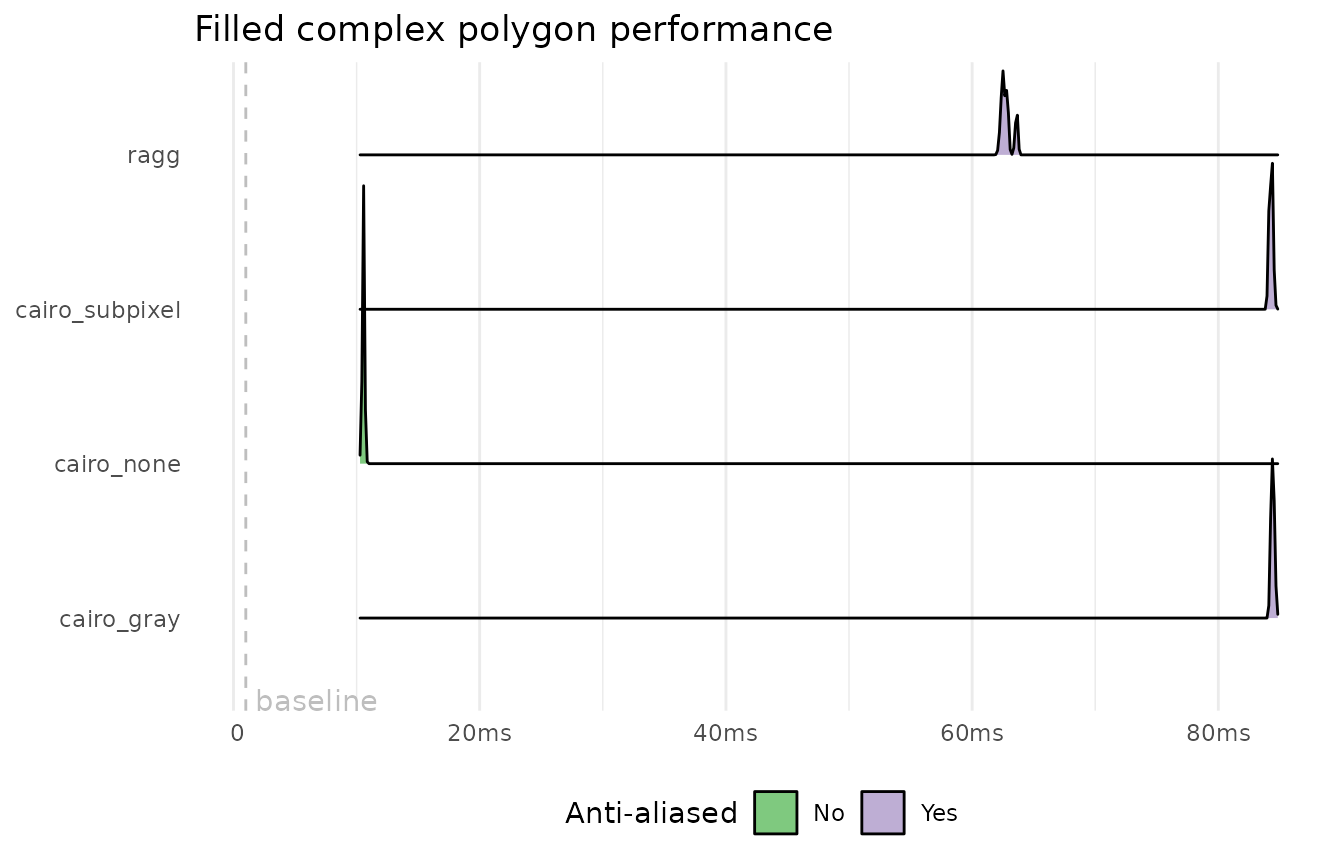 Filled complex polygon performance
ragg
cairo_subpixel
cairo_none
cairo_gray
baseline
0 20ms 40ms 60ms 80ms
Anti-aliased No Yes